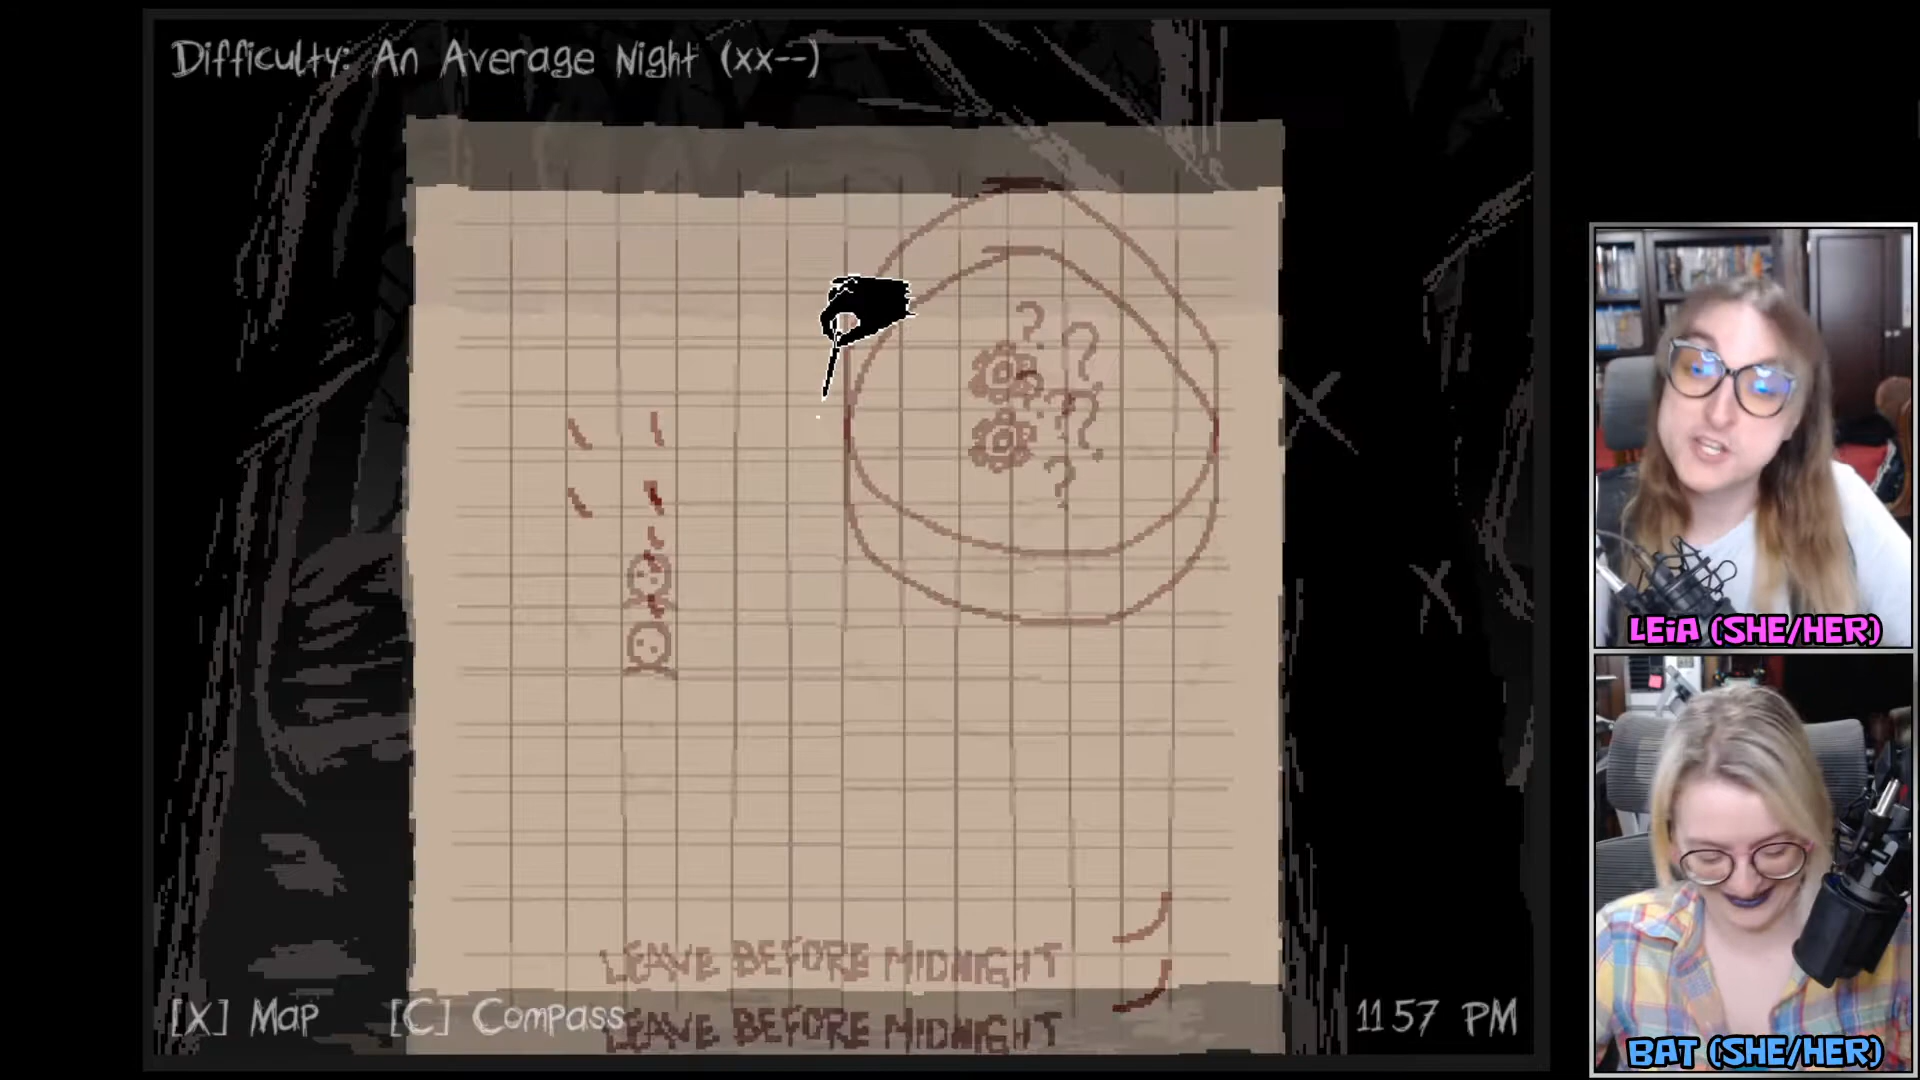 Difficulty: An Average Night (xx--)
? ? ? ? ? ?
LEAVE BEFORE MIDNIGHT
LEAVE BEFORE MIDNIGHT
[X] Map [C] Compass
11:57 PM
LEIA (SHE/HER)
BAT (SHE/HER)